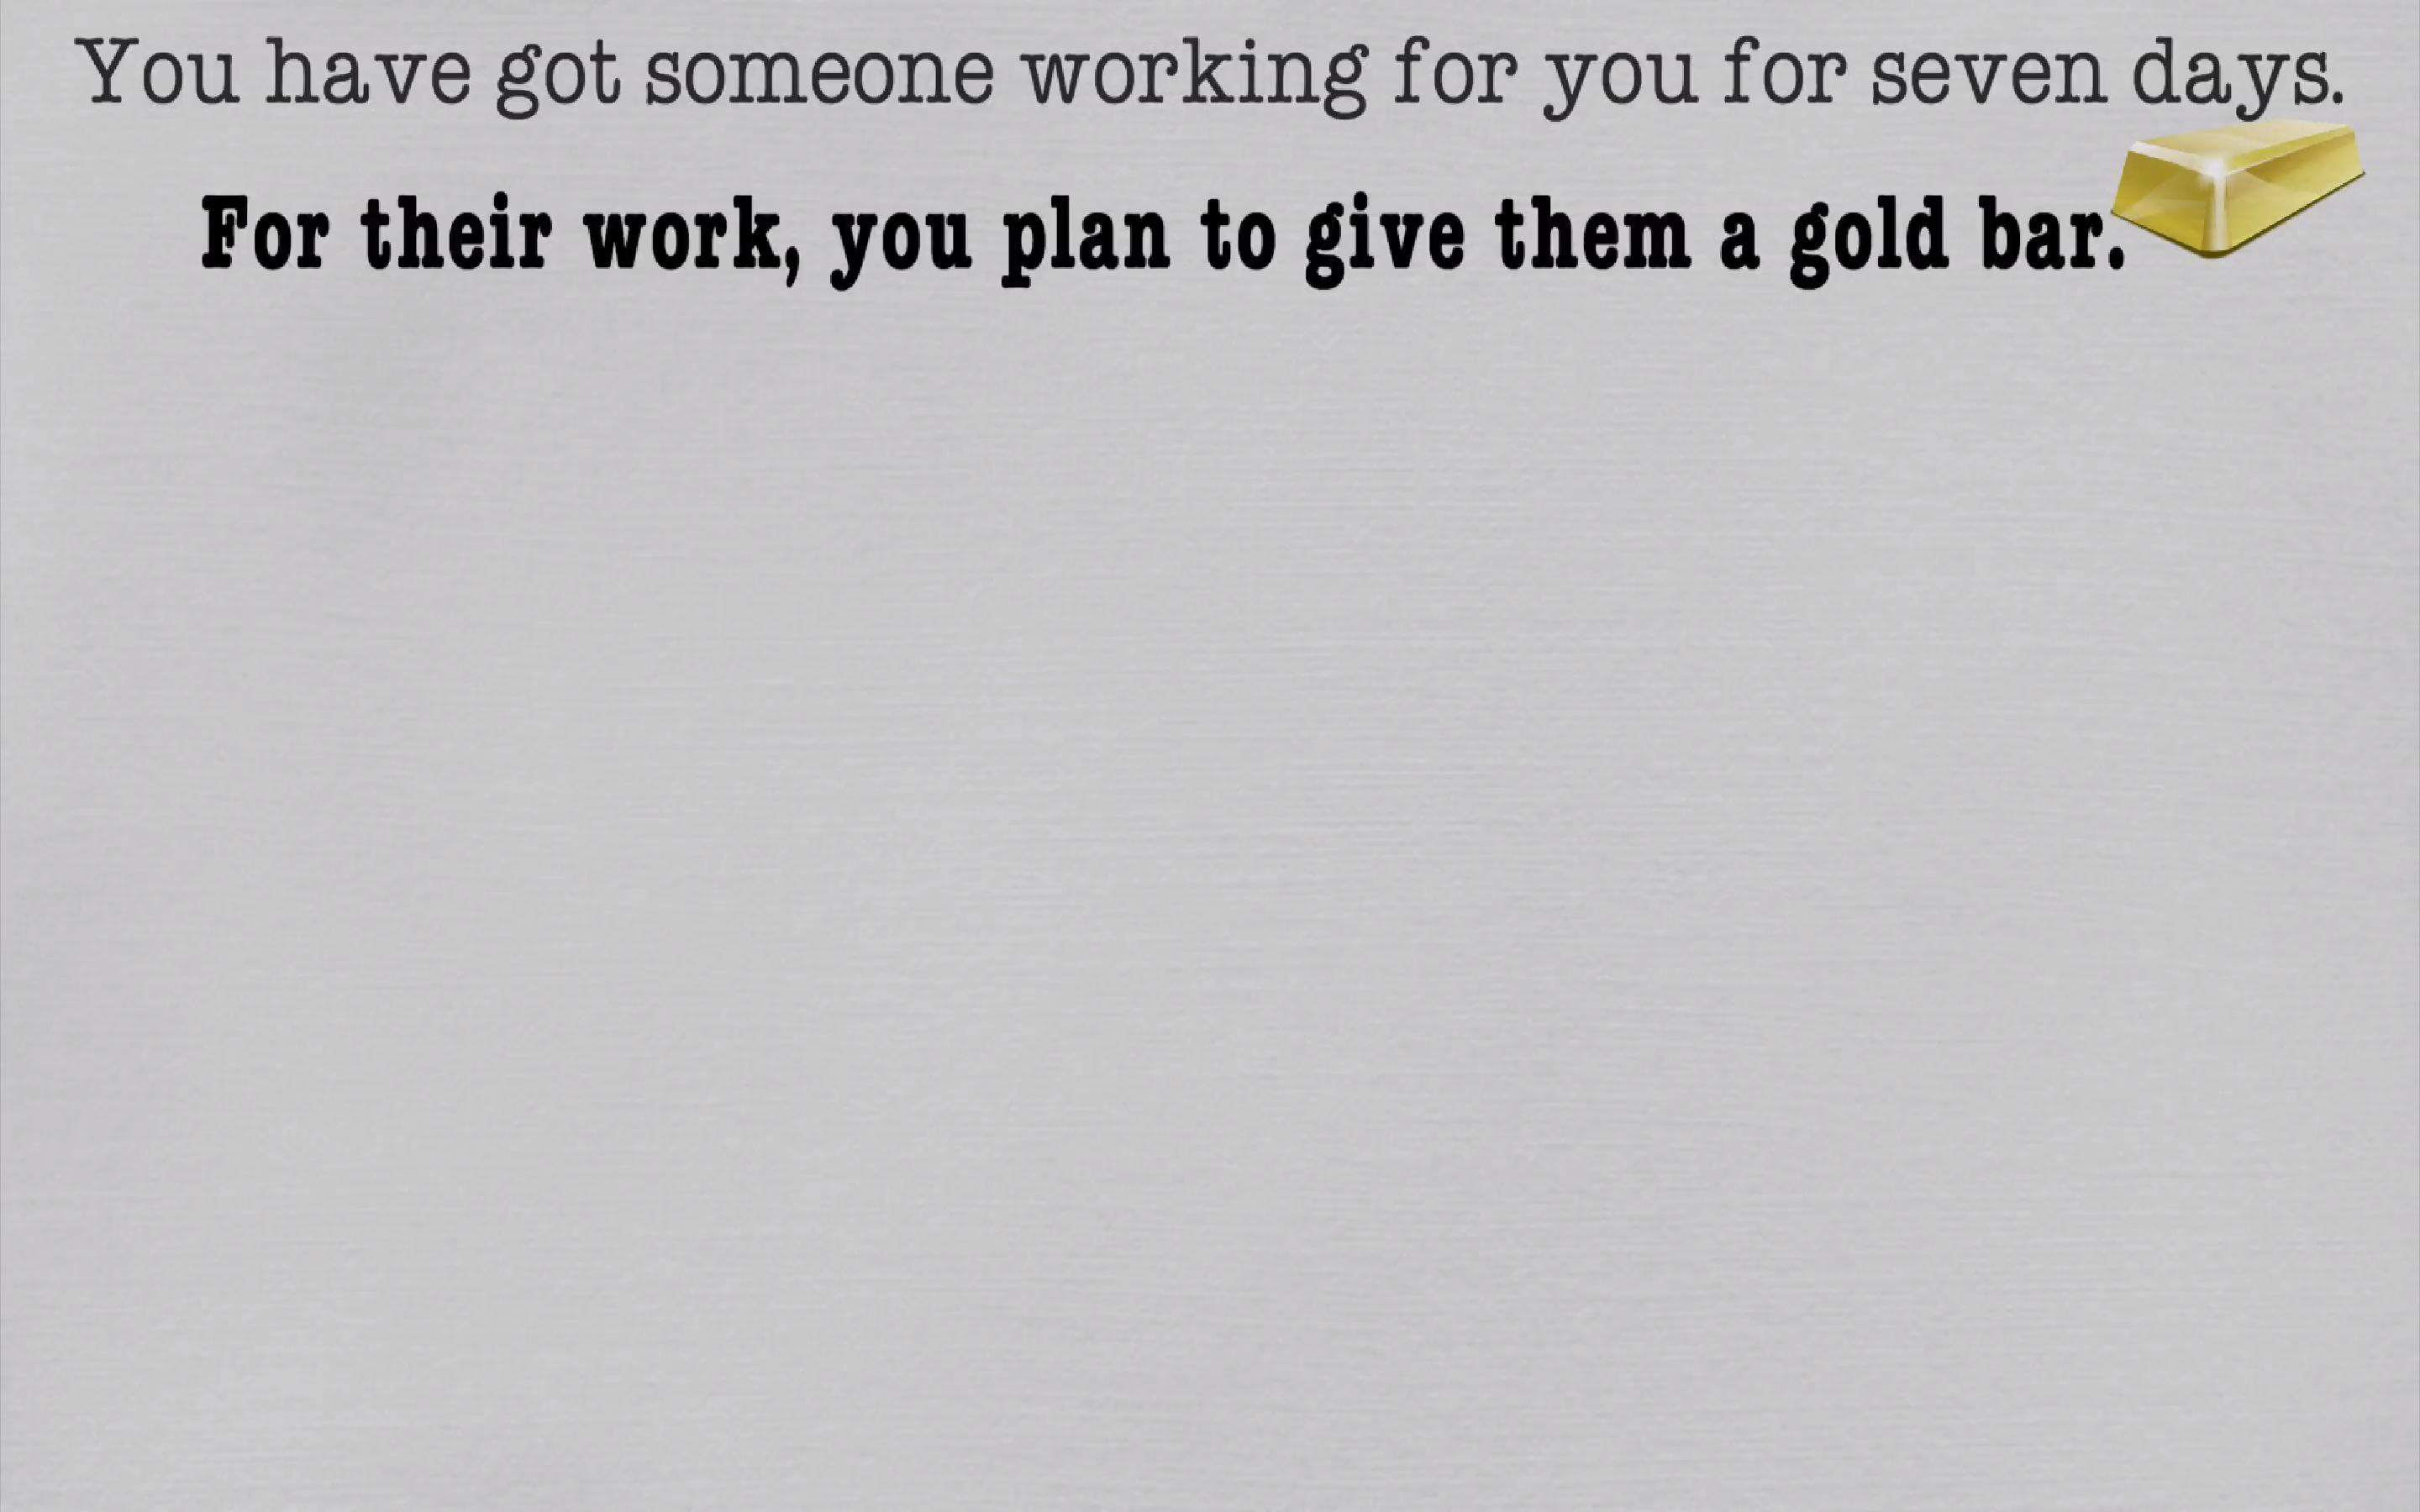 You have got someone working for you for seven days.
For their work, you plan to give them a gold bar.